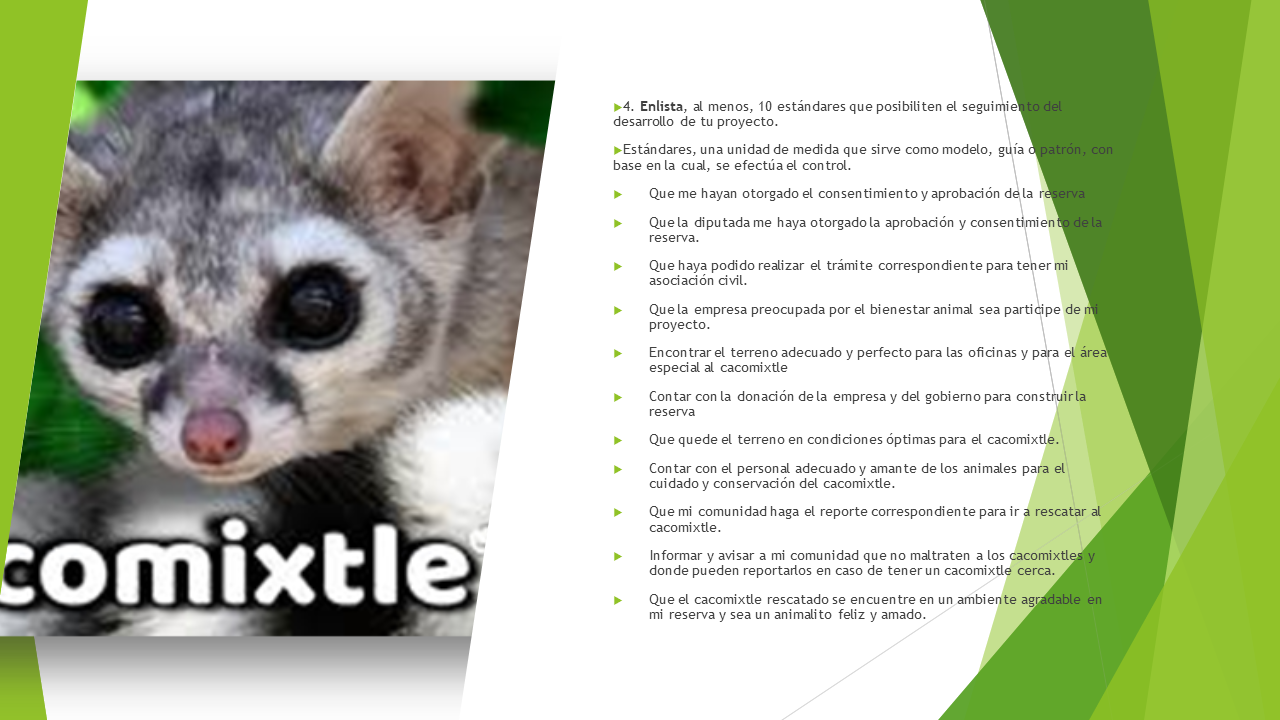 comixtle
4. Enlista, al menos, 10 estándares que posibiliten el seguimiento del
desarrollo de tu proyecto.
Estándares, una unidad de medida que sirve como modelo, guía o patrón, con
base en la cual, se efectúa el control.
Que me hayan otorgado el consentimiento y aprobación de la reserva
Que la diputada me haya otorgado la aprobación y consentimiento de la
reserva.
Que haya podido realizar el trámite correspondiente para tener mi
asociación civil.
Que la empresa preocupada por el bienestar animal sea participe de mi
proyecto.
Encontrar el terreno adecuado y perfecto para las oficinas y para el área
especial al cacomixtle
Contar con la donación de la empresa y del gobierno para construir la
reserva
Que quede el terreno en condiciones óptimas para el cacomixtle.
Contar con el personal adecuado y amante de los animales para el
cuidado y conservación del cacomixtle.
Que mi comunidad haga el reporte correspondiente para ir a rescatar al
cacomixtle.
Informar y avisar a mi comunidad que no maltraten a los cacomixtles y
donde pueden reportarlos en caso de tener un cacomixtle cerca.
Que el cacomixtle rescatado se encuentre en un ambiente agradable en
mi reserva y sea un animalito feliz y amado.